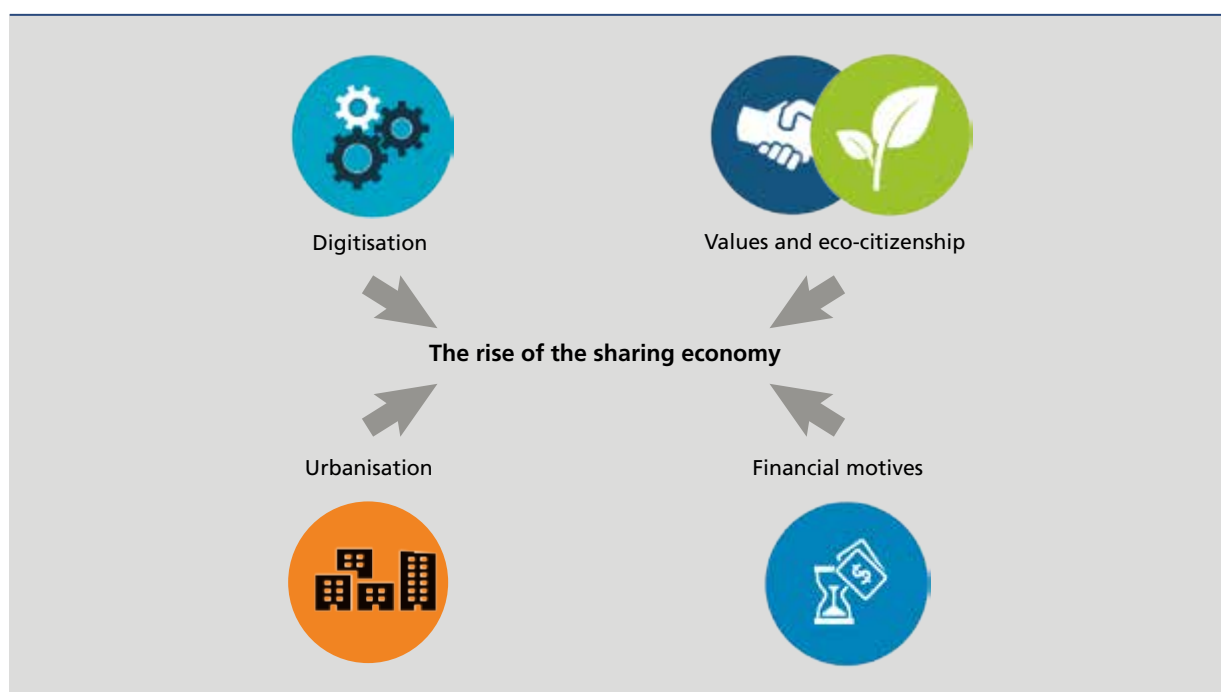 Digitisation
Values and eco-citizenship
The rise of the sharing economy
Urbanisation
Financial motives
$